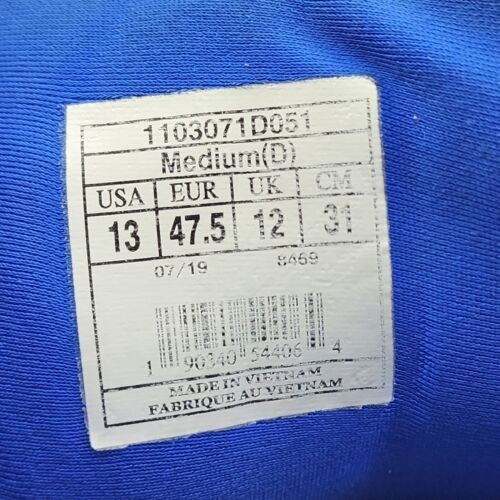 1103071D051
Medium(D)
USA EUR UK CM
13 47.5 12 31
07/19 8469
1 90340 54406 4
MADE IN VIETNAM
FABRIQUE AU VIETNAM